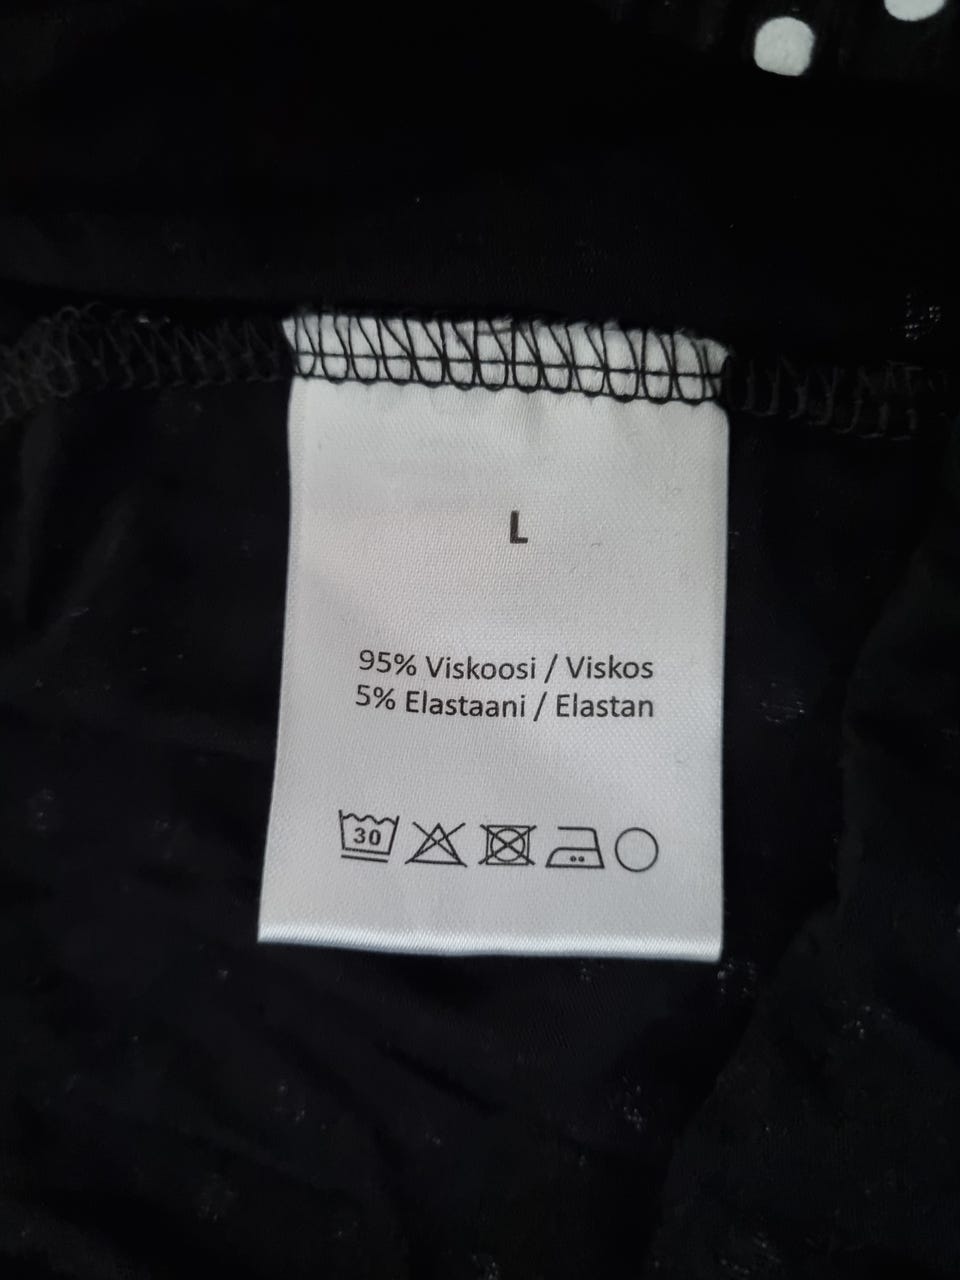 L
95% Viskoosi / Viskos
5% Elastaani / Elastan
30